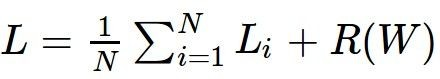 L = \frac{1}{N} \sum_{i=1}^{N} L_i + R(W)